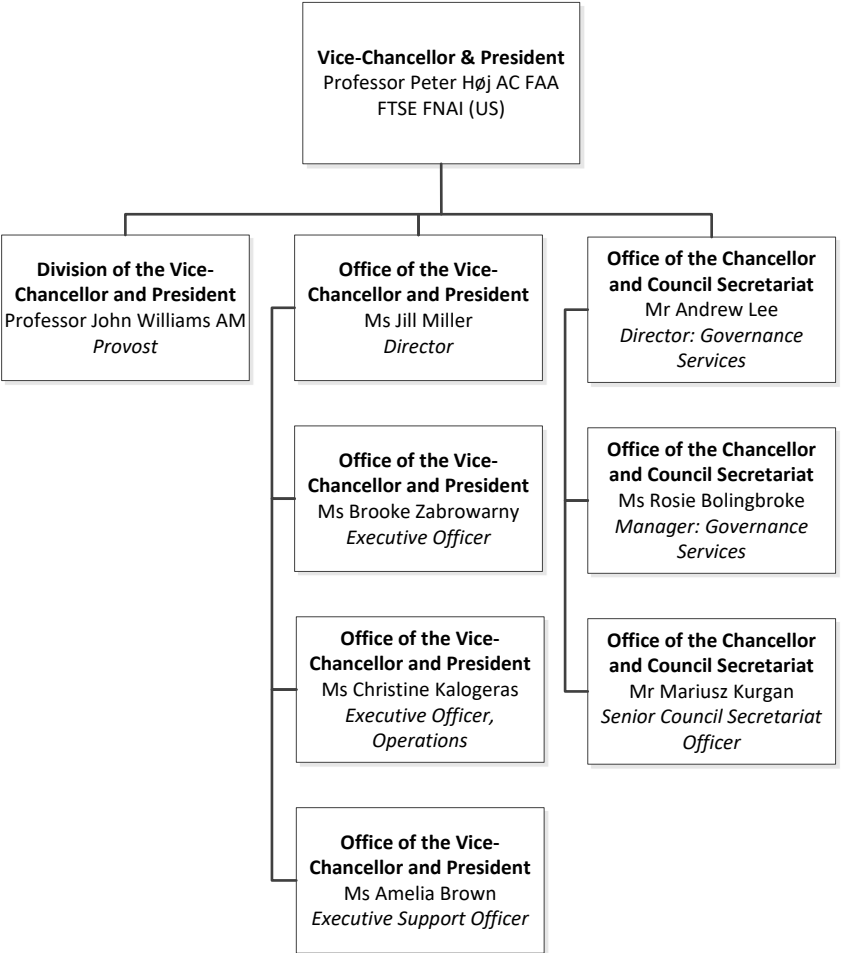 Vice-Chancellor & President
Professor Peter Høj AC FAA
FTSE FNAI (US)
Division of the Vice-
Chancellor and President
Professor John Williams AM
Provost
Office of the Vice-
Chancellor and President
Ms Jill Miller
Director
Office of the Chancellor
and Council Secretariat
Mr Andrew Lee
Director: Governance
Services
Office of the Vice-
Chancellor and President
Ms Brooke Zabrowarny
Executive Officer
Office of the Chancellor
and Council Secretariat
Ms Rosie Bolingbroke
Manager: Governance
Services
Office of the Vice-
Chancellor and President
Ms Christine Kalogeras
Executive Officer,
Operations
Office of the Chancellor
and Council Secretariat
Mr Mariusz Kurgan
Senior Council Secretariat
Officer
Office of the Vice-
Chancellor and President
Ms Amelia Brown
Executive Support Officer